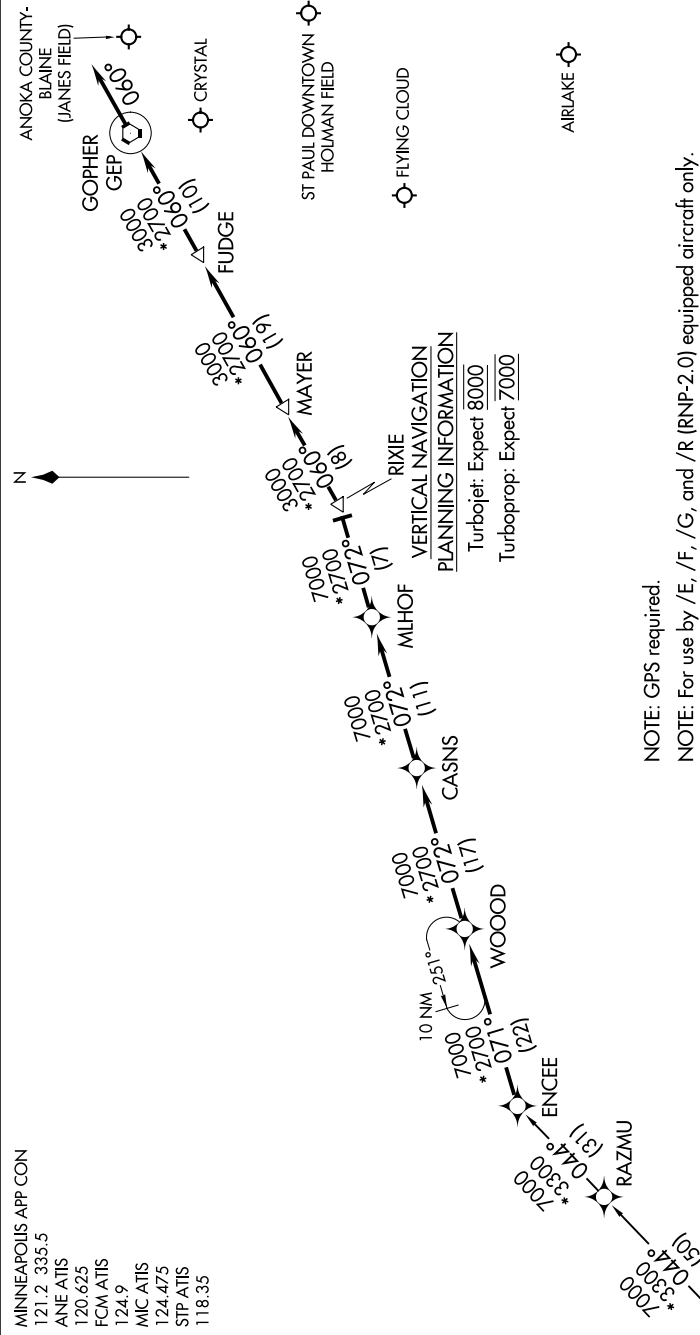 MINNEAPOLIS APP CON
121.2 335.5
ANE ATIS
120.625
FCM ATIS
124.9
MIC ATIS
124.475
STP ATIS
118.35
N
ANOKA COUNTY-
BLAINE
(JANES FIELD)
CRYSTAL
ST PAUL DOWNTOWN
HOLMAN FIELD
FLYING CLOUD
AIRLAKE
060°
GOPHER
GEP
3000
*2700
060°
(10)
FUDGE
3000
*2700
060°
(19)
MAYER
3000
*2700
060°
(8)
RIXIE
VERTICAL NAVIGATION
PLANNING INFORMATION
Turbojet: Expect 8000
Turboprop: Expect 7000
7000
*2700
072°
(7)
MLHOF
7000
*2700
072°
(11)
CASNS
7000
*2700
072°
(17)
WOOOD
10 NM
251°
7000
*2700
071°
(22)
ENCEE
7000
*3300
044°
(31)
RAZMU
7000
*3300
044°
(50)
NOTE: GPS required.
NOTE: For use by /E, /F, /G, and /R (RNP-2.0) equipped aircraft only.